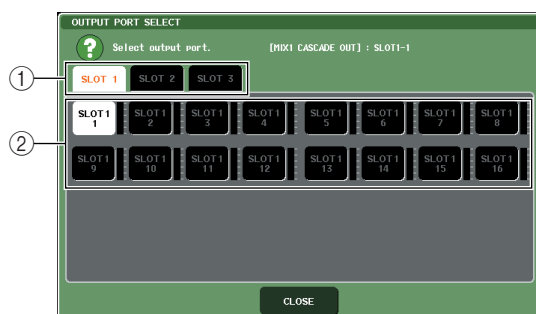 OUTPUT PORT SELECT
? Select output port. [MIX1 CASCADE OUT] : SLOT1-1
1 SLOT 1 SLOT 2 SLOT 3
2
SLOT1 1 SLOT1 2 SLOT1 3 SLOT1 4 SLOT1 5 SLOT1 6 SLOT1 7 SLOT1 8
SLOT1 9 SLOT1 10 SLOT1 11 SLOT1 12 SLOT1 13 SLOT1 14 SLOT1 15 SLOT1 16
CLOSE